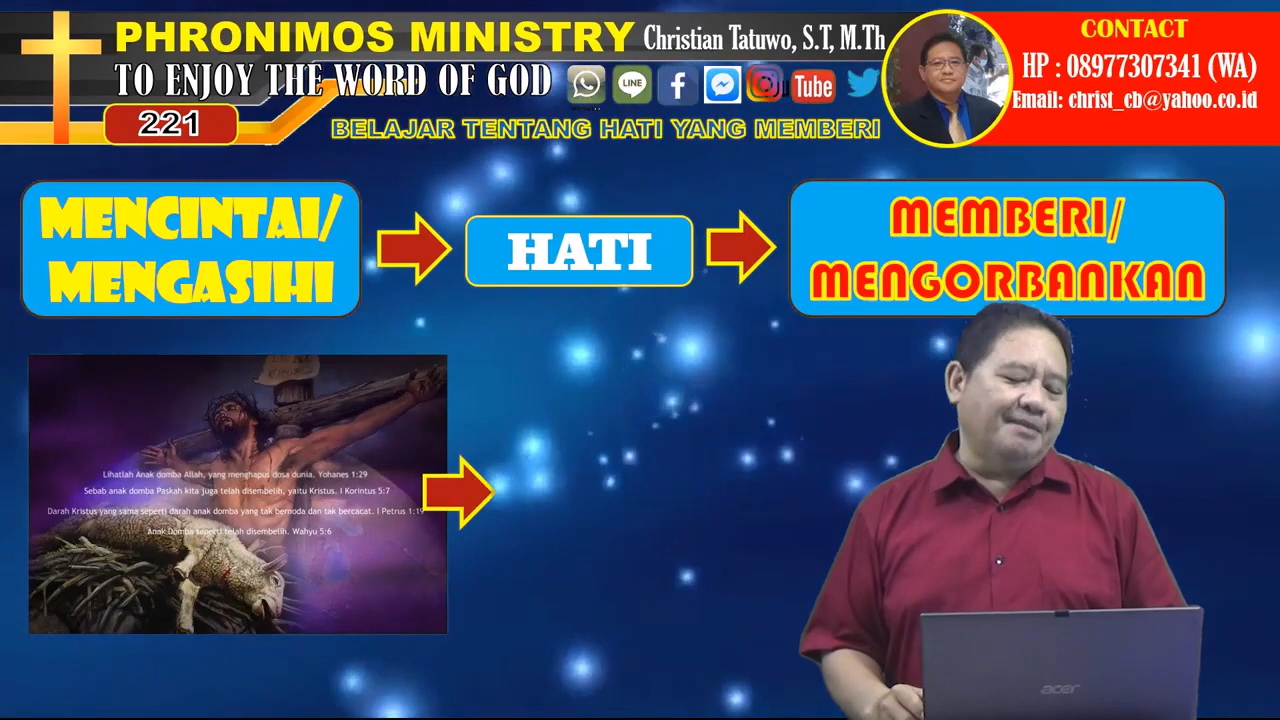 PHRONIMOS MINISTRY
Christian Tatuwo, S.T, M.Th
TO ENJOY THE WORD OF GOD
LINE
Tube
221
BELAJAR TENTANG HATI YANG MEMBERI
CONTACT
HP : 08977307341 (WA)
Email: christ_cb@yahoo.co.id
MENCINTAI/
MENGASIHI
HATI
MEMBERI/
MENGORBANKAN
Lihatlah Anak domba Allah, yang menghapus dosa dunia. Yohanes 1:29
Sebab anak domba Paskah kita juga telah disembelih, yaitu Kristus. I Korintus 5:7
Darah Kristus yang sama seperti darah anak domba yang tak bernoda dan tak bercacat. I Petrus 1:19
Anak Domba seperti telah disembelih. Wahyu 5:6
acer